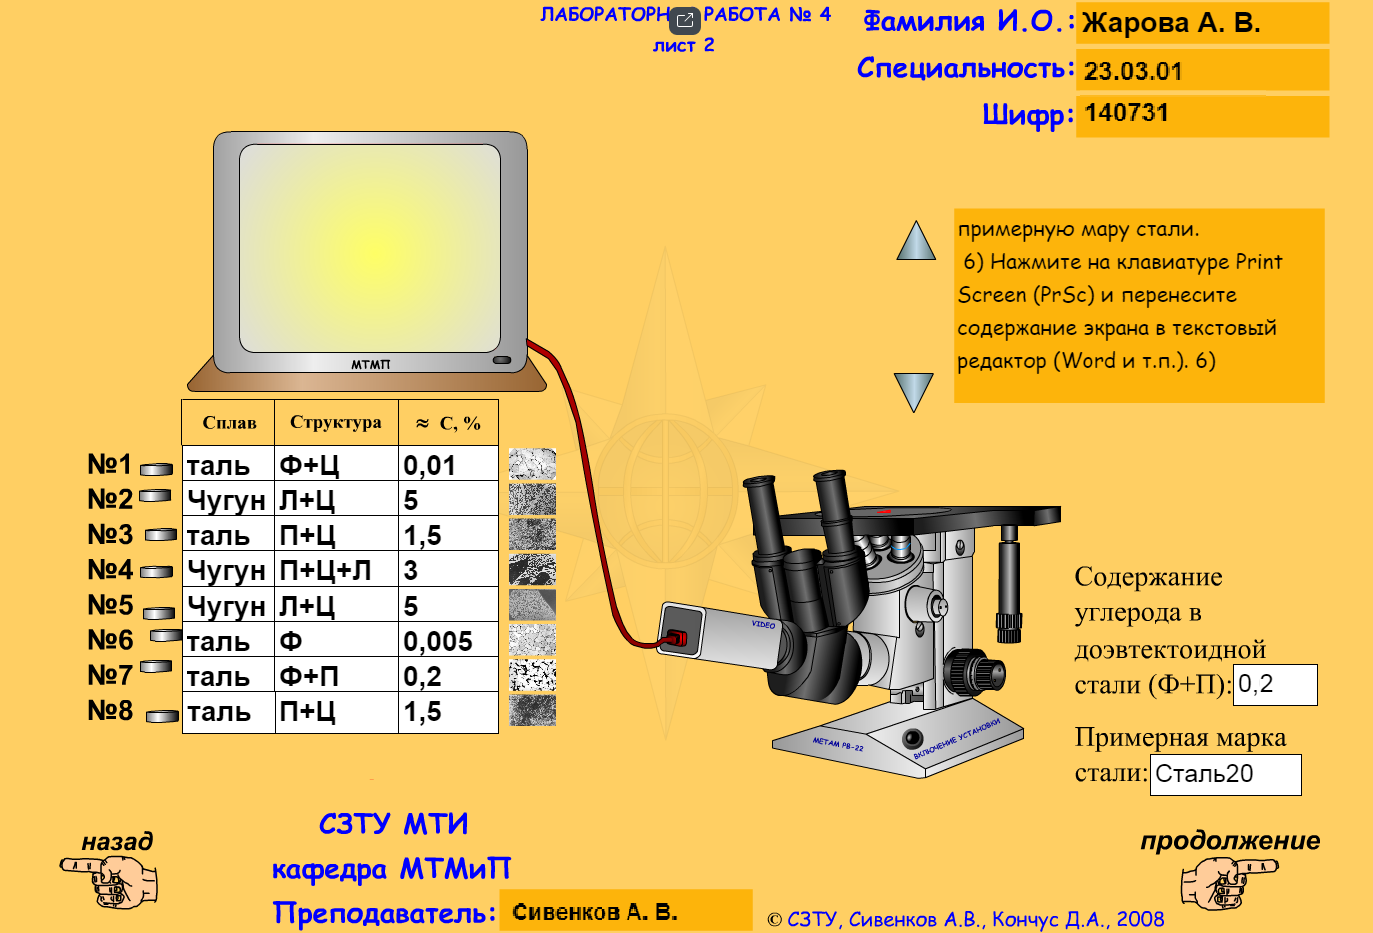 ЛАБОРАТОРН РАБОТА № 4
лист 2
Фамилия И.О.: Жарова А. В.
Специальность: 23.03.01
Шифр: 140731
примерную мару стали.
6) Нажмите на клавиатуре Print
Screen (PrSc) и перенесите
содержание экрана в текстовый
редактор (Word и т.п.). 6)
МТМП
Сплав Структура ≈ С, %
№1 таль Ф+Ц 0,01
№2 Чугун Л+Ц 5
№3 таль П+Ц 1,5
№4 Чугун П+Ц+Л 3
№5 Чугун Л+Ц 5
№6 таль Ф 0,005
№7 таль Ф+П 0,2
№8 таль П+Ц 1,5
VIDEO
МЕТАМ РВ-22
ВКЛЮЧЕНИЕ УСТАНОВКИ
Содержание
углерода в
доэвтектоидной
стали (Ф+П): 0,2
Примерная марка
стали: Сталь20
назад
продолжение
СЗТУ МТИ
кафедра МТМиП
Преподаватель: Сивенков А. В.
© СЗТУ, Сивенков А.В., Кончус Д.А., 2008